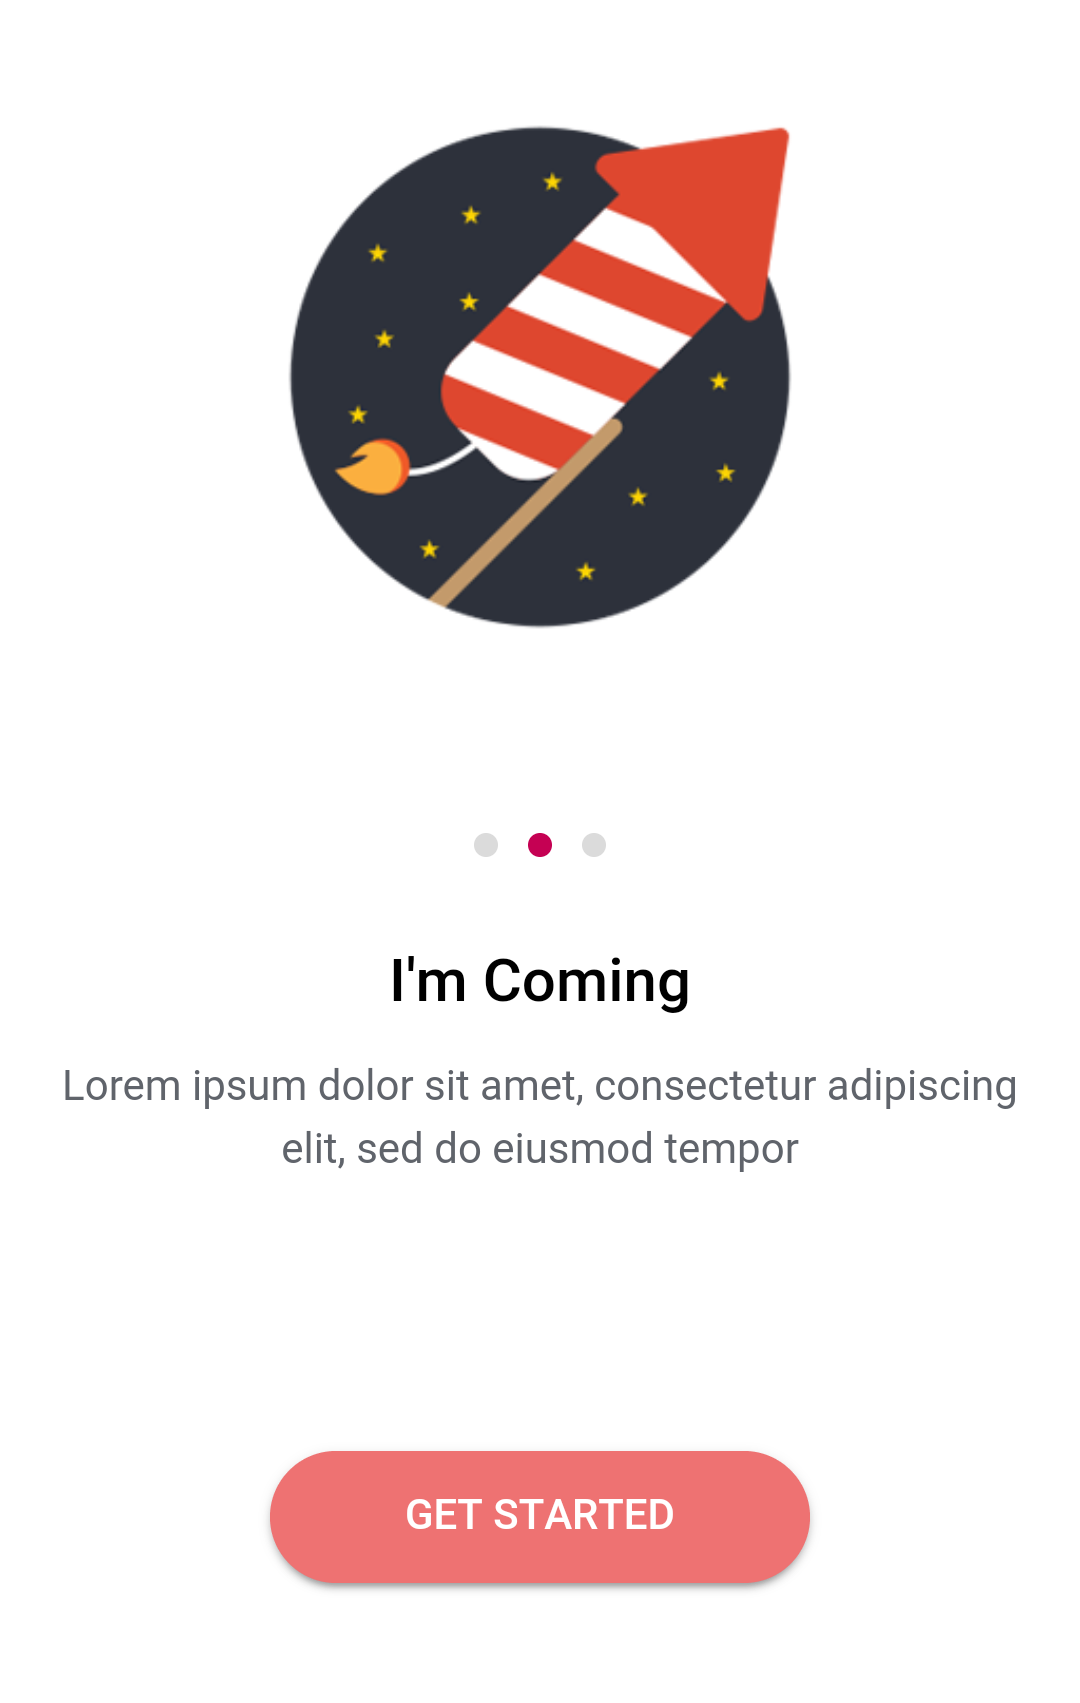 I'm Coming
Lorem ipsum dolor sit amet, consectetur adipiscing
elit, sed do eiusmod tempor
GET STARTED